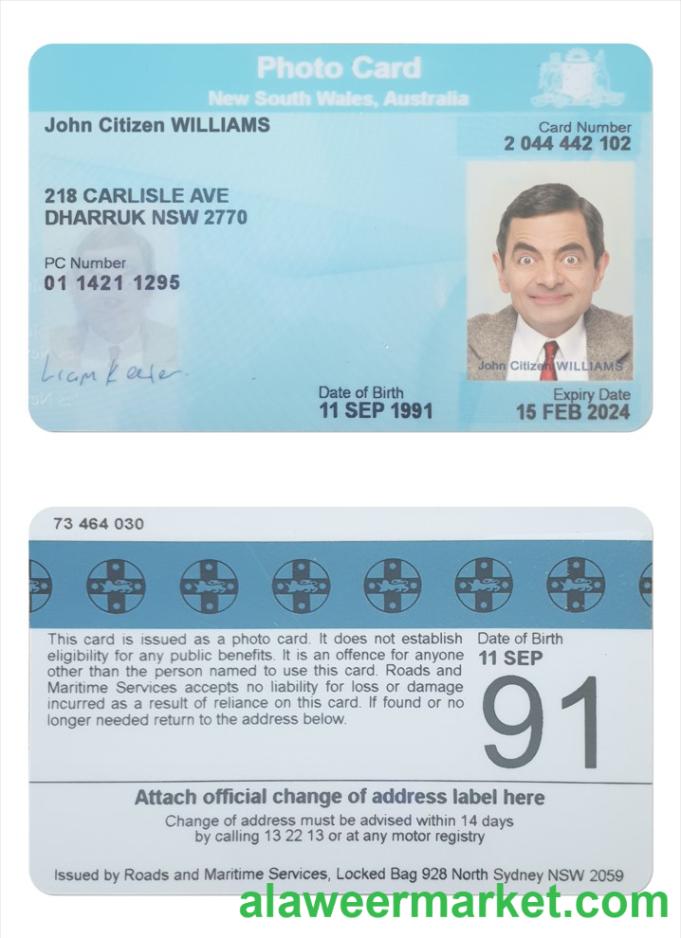 Photo Card
New South Wales, Australia
John Citizen WILLIAMS
Card Number
2 044 442 102
218 CARLISLE AVE
DHARRUK NSW 2770
PC Number
01 1421 1295
John Citizen WILLIAMS
Date of Birth
11 SEP 1991
Expiry Date
15 FEB 2024
73 464 030
This card is issued as a photo card. It does not establish
eligibility for any public benefits. It is an offence for anyone
other than the person named to use this card. Roads and
Maritime Services accepts no liability for loss or damage
incurred as a result of reliance on this card. If found or no
longer needed return to the address below.
Date of Birth
11 SEP
91
Attach official change of address label here
Change of address must be advised within 14 days
by calling 13 22 13 or at any motor registry
Issued by Roads and Maritime Services, Locked Bag 928 North Sydney NSW 2059
alaweermarket.com